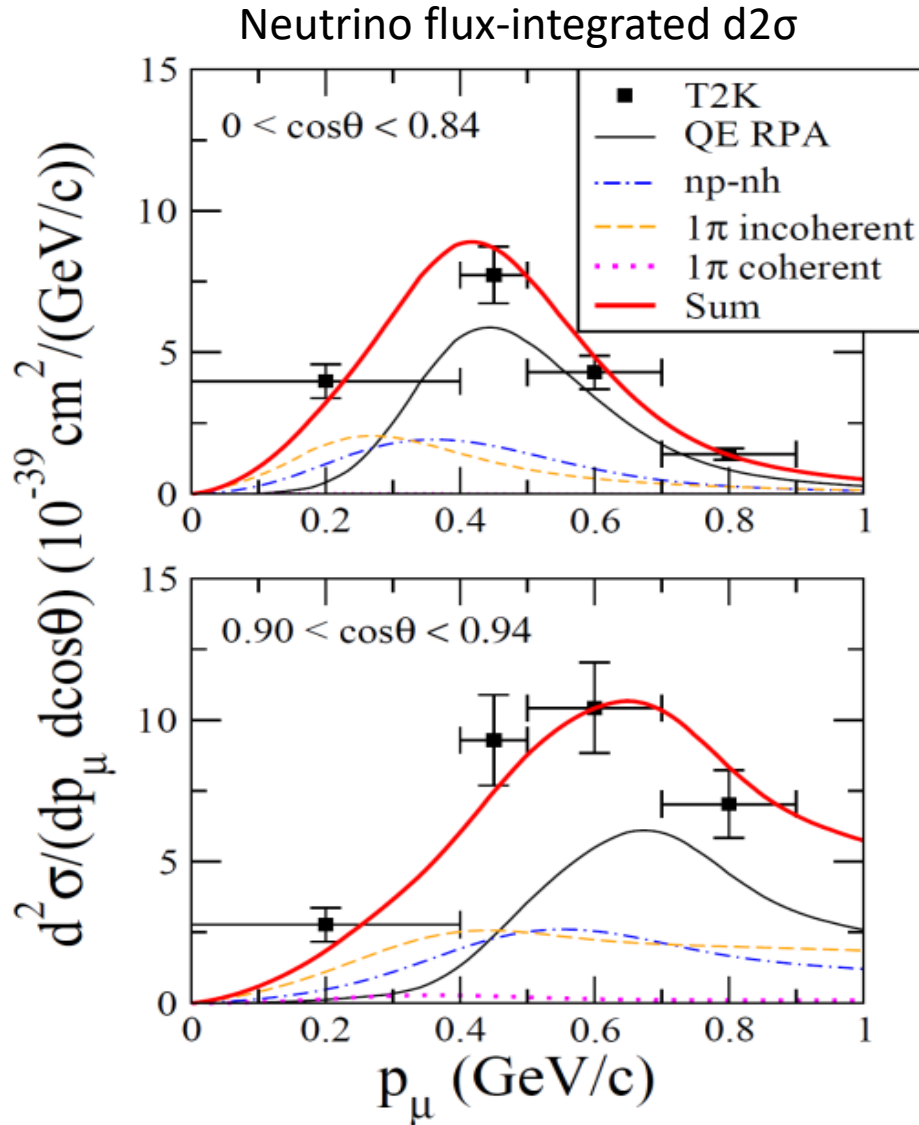 Neutrino flux-integrated d2σ
15
10
5
0
0 < cosθ < 0.84
T2K
QE RPA
np-nh
1π incoherent
1π coherent
Sum
0 0.2 0.4 0.6 0.8 1
15
10
5
0
0.90 < cosθ < 0.94
0 0.2 0.4 0.6 0.8 1
d²σ/(dp_μ dcosθ) (10⁻³⁹ cm²/(GeV/c))
p_μ (GeV/c)